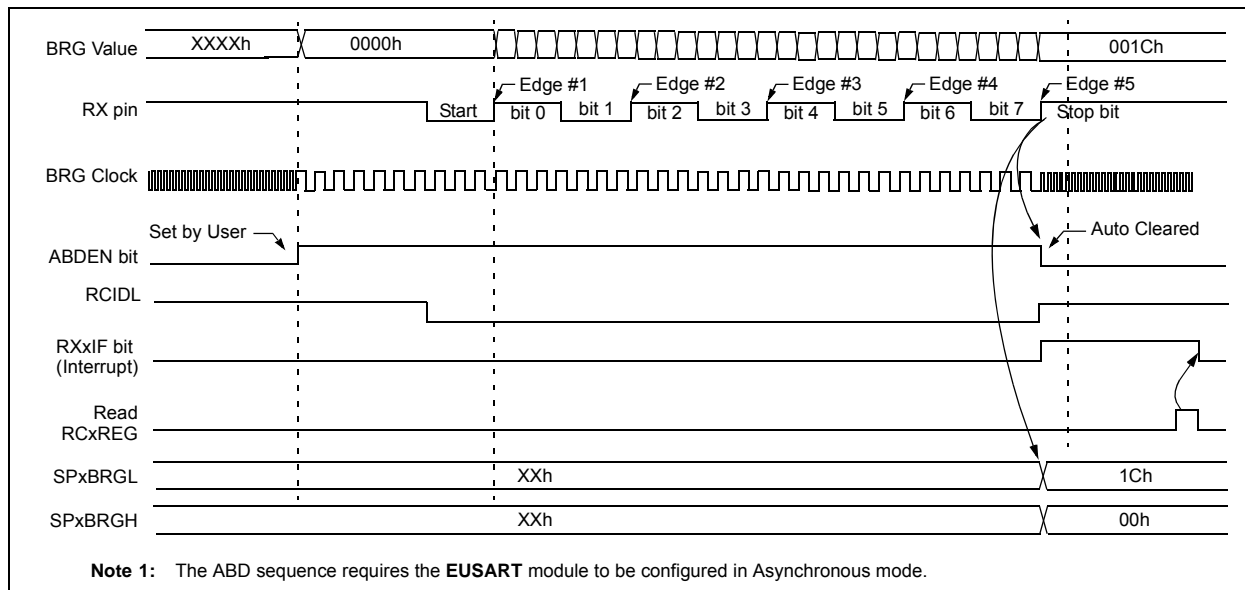 BRG Value XXXXh 0000h 001Ch
Edge #1 Edge #2 Edge #3 Edge #4 Edge #5
RX pin Start bit 0 bit 1 bit 2 bit 3 bit 4 bit 5 bit 6 bit 7 Stop bit
BRG Clock
Set by User Auto Cleared
ABDEN bit
RCIDL
RXxIF bit
(Interrupt)
Read
RCxREG
SPxBRGL XXh 1Ch
SPxBRGH XXh 00h
Note 1: The ABD sequence requires the EUSART module to be configured in Asynchronous mode.